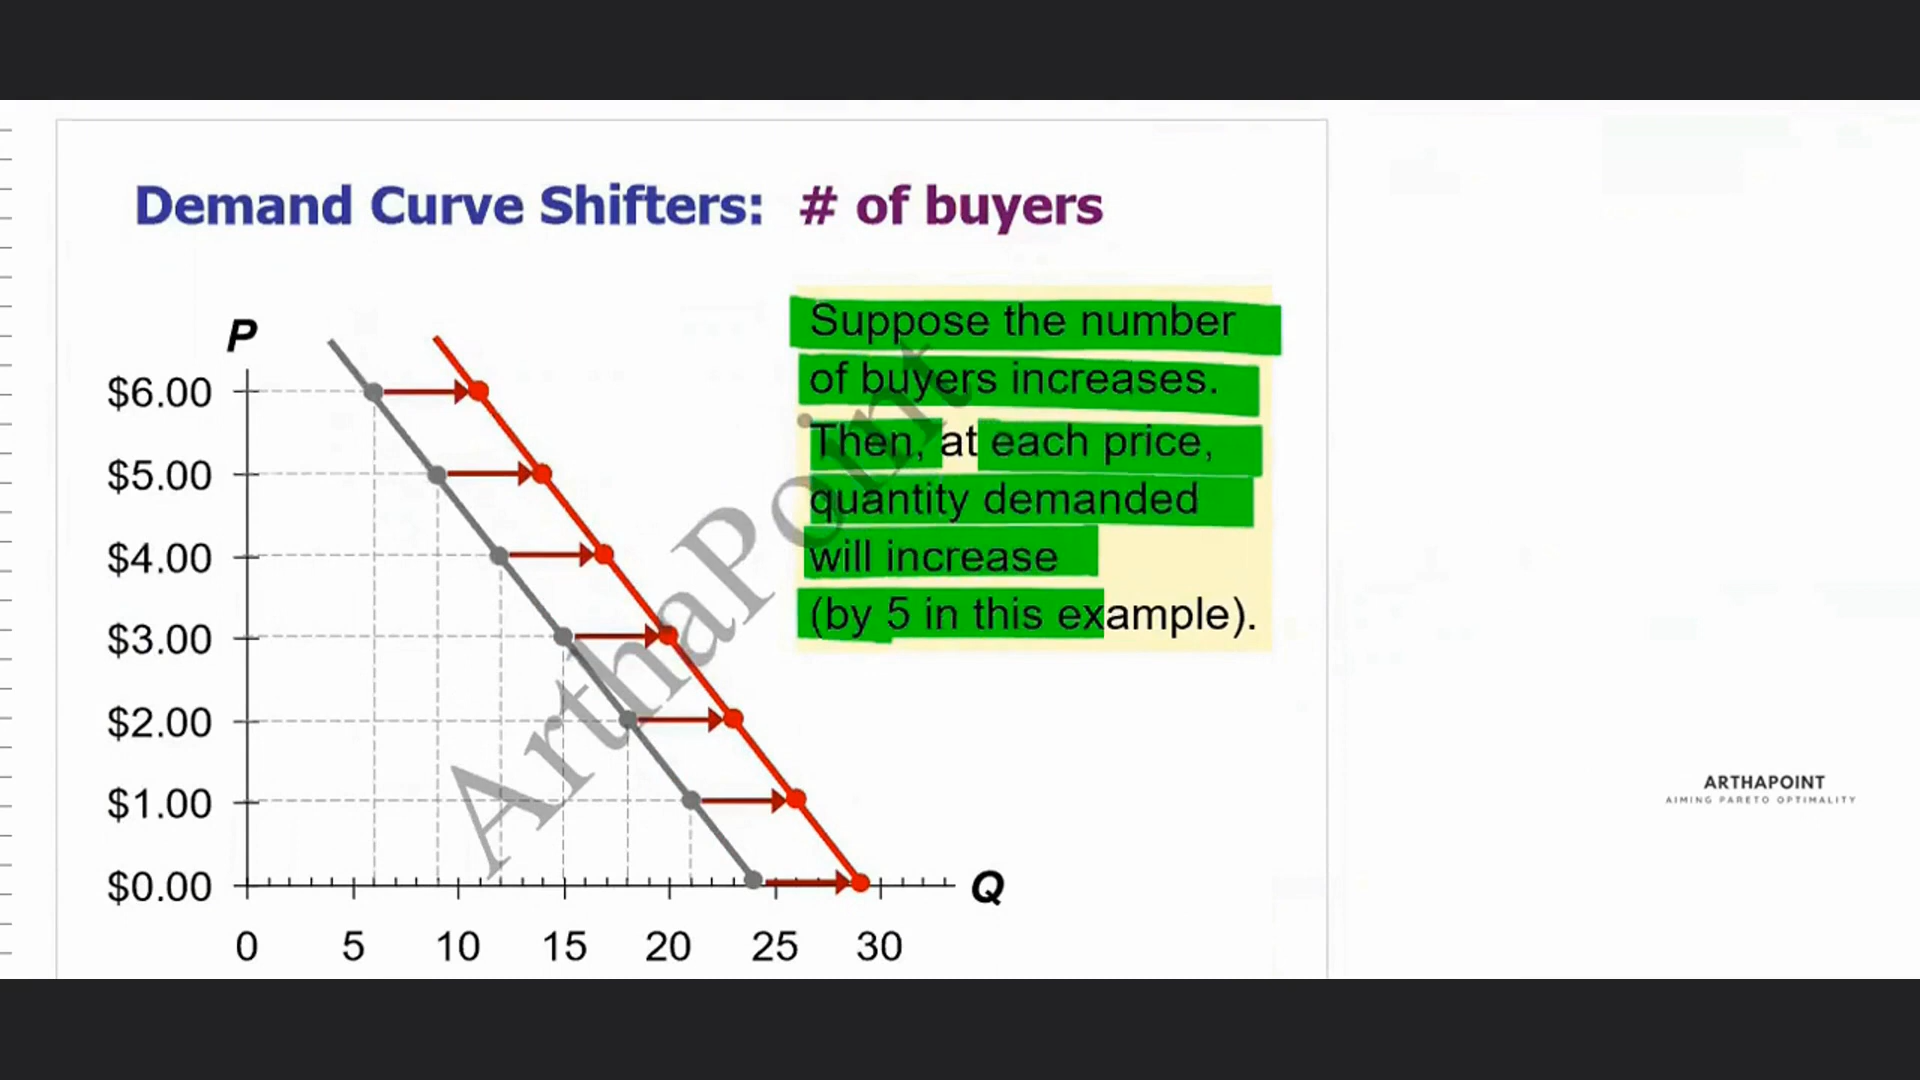 Demand Curve Shifters: # of buyers
Suppose the number
of buyers increases.
Then, at each price,
quantity demanded
will increase
(by 5 in this example).
P
$6.00
$5.00
$4.00
$3.00
$2.00
$1.00
$0.00
Q
0 5 10 15 20 25 30
ArthaPoint
ARTHAPOINT
AIMING PARETO OPTIMALITY